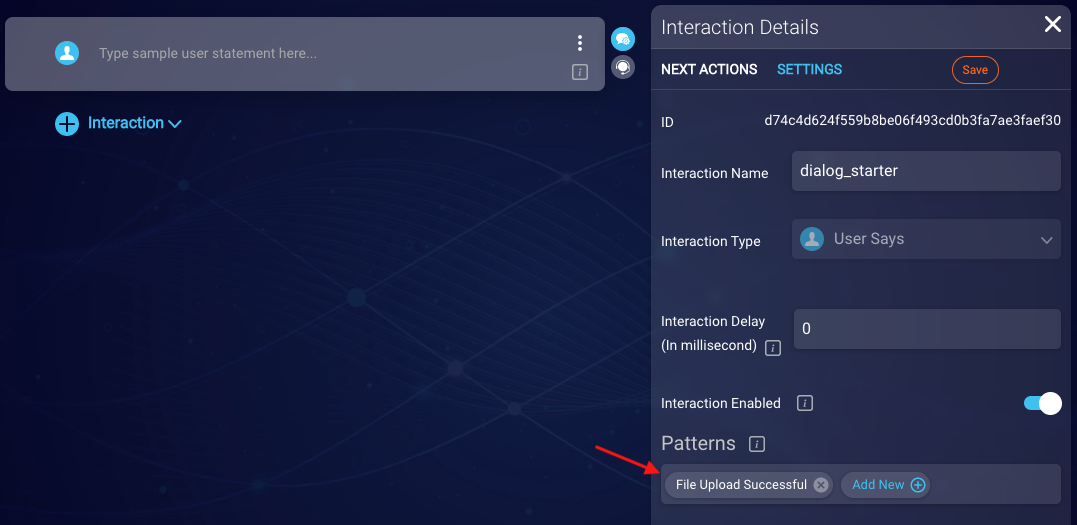 Type sample user statement here...
i
Interaction
Interaction Details
NEXT ACTIONS SETTINGS Save
ID d74c4d624f559b8be06f493cd0b3fa7ae3faef30
Interaction Name dialog_starter
Interaction Type User Says
Interaction Delay
(In millisecond) i 0
Interaction Enabled i
Patterns i
File Upload Successful Add New